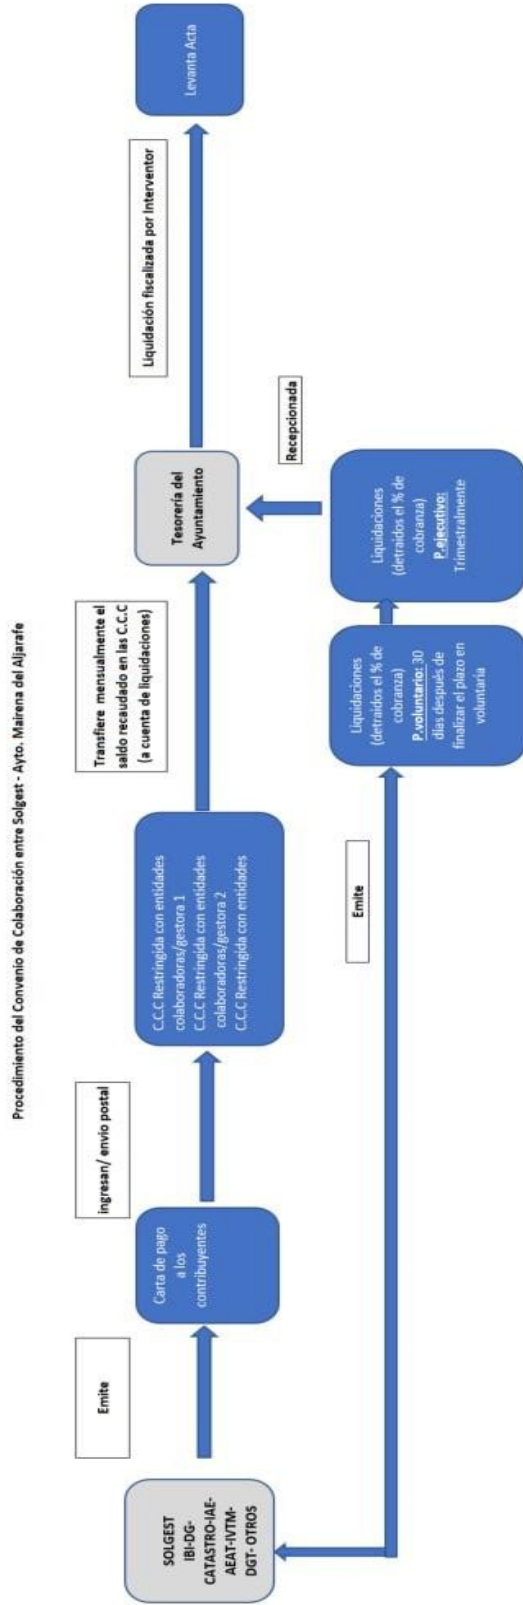 Procedimiento del Convenio de Colaboración entre Solgest - Ayto. Mairena del Aljarafe
SOLGEST
IBI-DG-
CATASTRO-IAE-
AEAT-IVTM-
DGT- OTROS
Emite
Carta de pago
a los
contribuyentes
ingresan/ envio postal
C.C.C Restringida con entidades
colaboradoras/gestora 1
C.C.C Restringida con entidades
colaboradoras/gestora 2
C.C.C Restringida con entidades
Transfiere mensualmente el
saldo recaudado en las C.C.C
(a cuenta de liquidaciones)
Tesorería del
Ayuntamiento
Liquidación fiscalizada por Interventor
Levanta Acta
Emite
Liquidaciones
(detraidos el % de
cobranza)
P.voluntario: 30
días después de
finalizar el plazo en
voluntaría
Liquidaciones
(detraidos el % de
cobranza)
P.ejecutivo:
Trimestralmente
Recepcionada